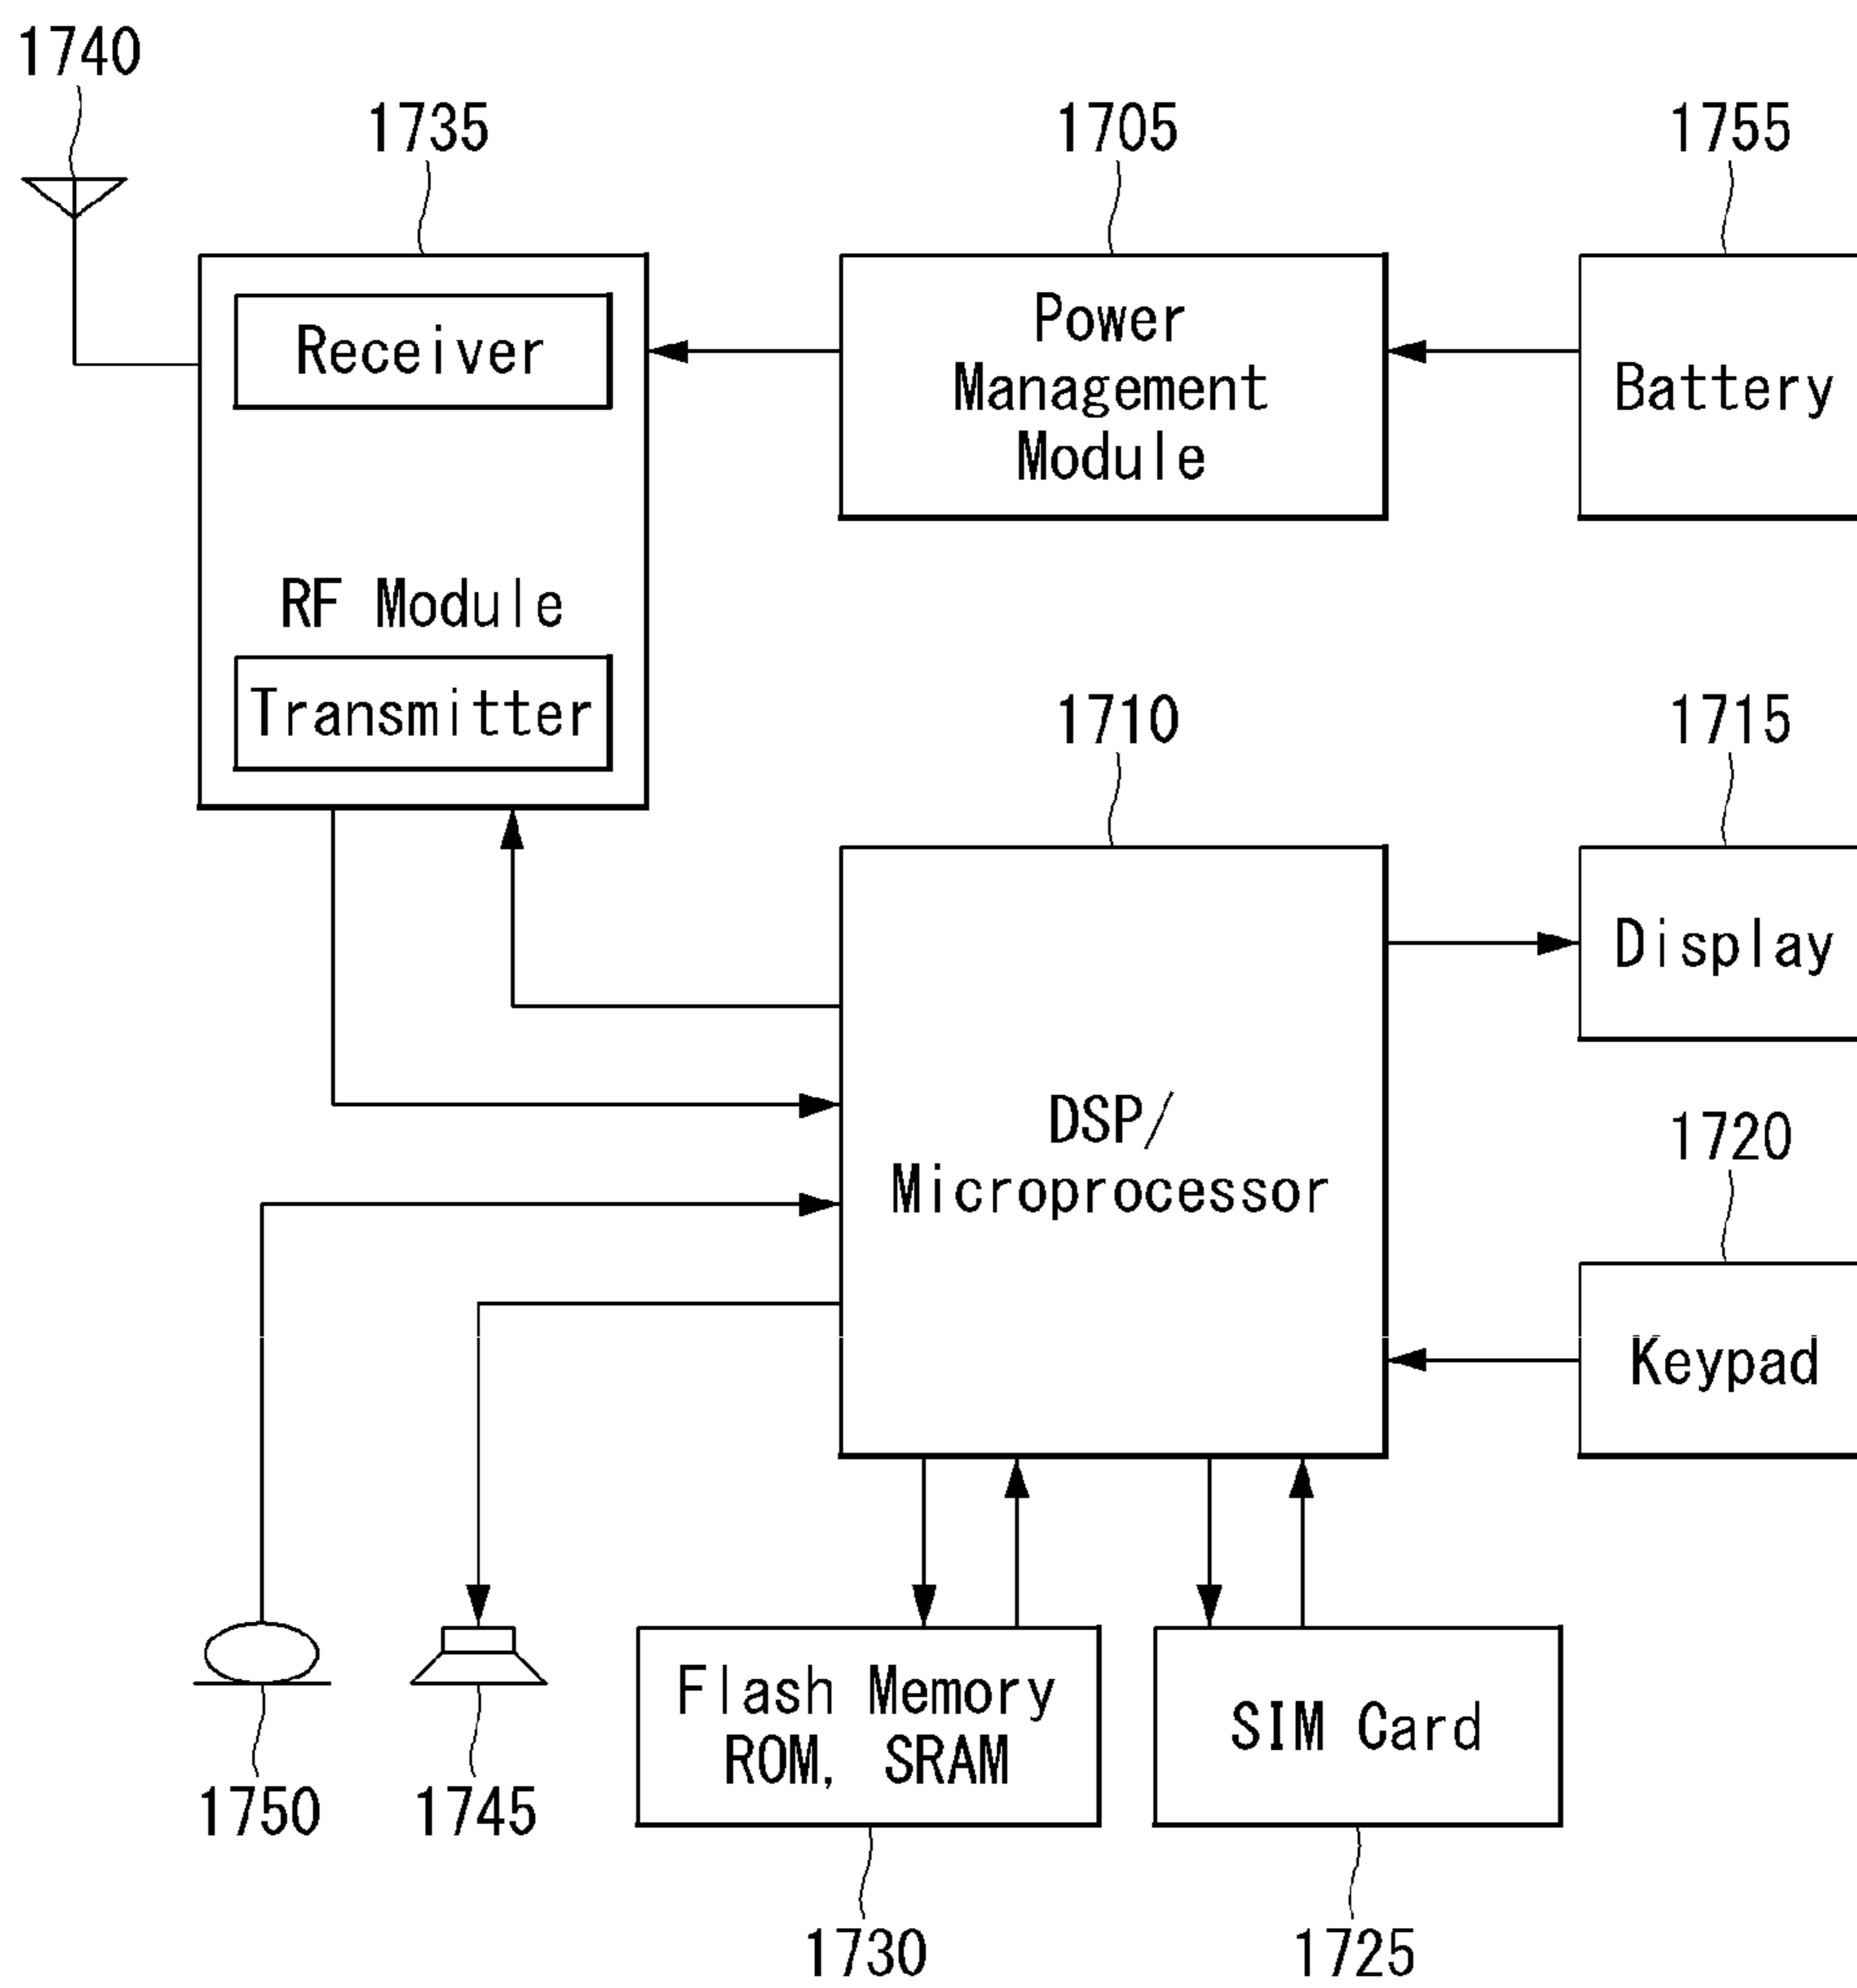 1740
1735
1705
1755
Receiver
RF Module
Transmitter
Power
Management
Module
Battery
1710
1715
DSP/
Microprocessor
Display
1720
Keypad
Flash Memory
ROM, SRAM
SIM Card
1750
1745
1730
1725